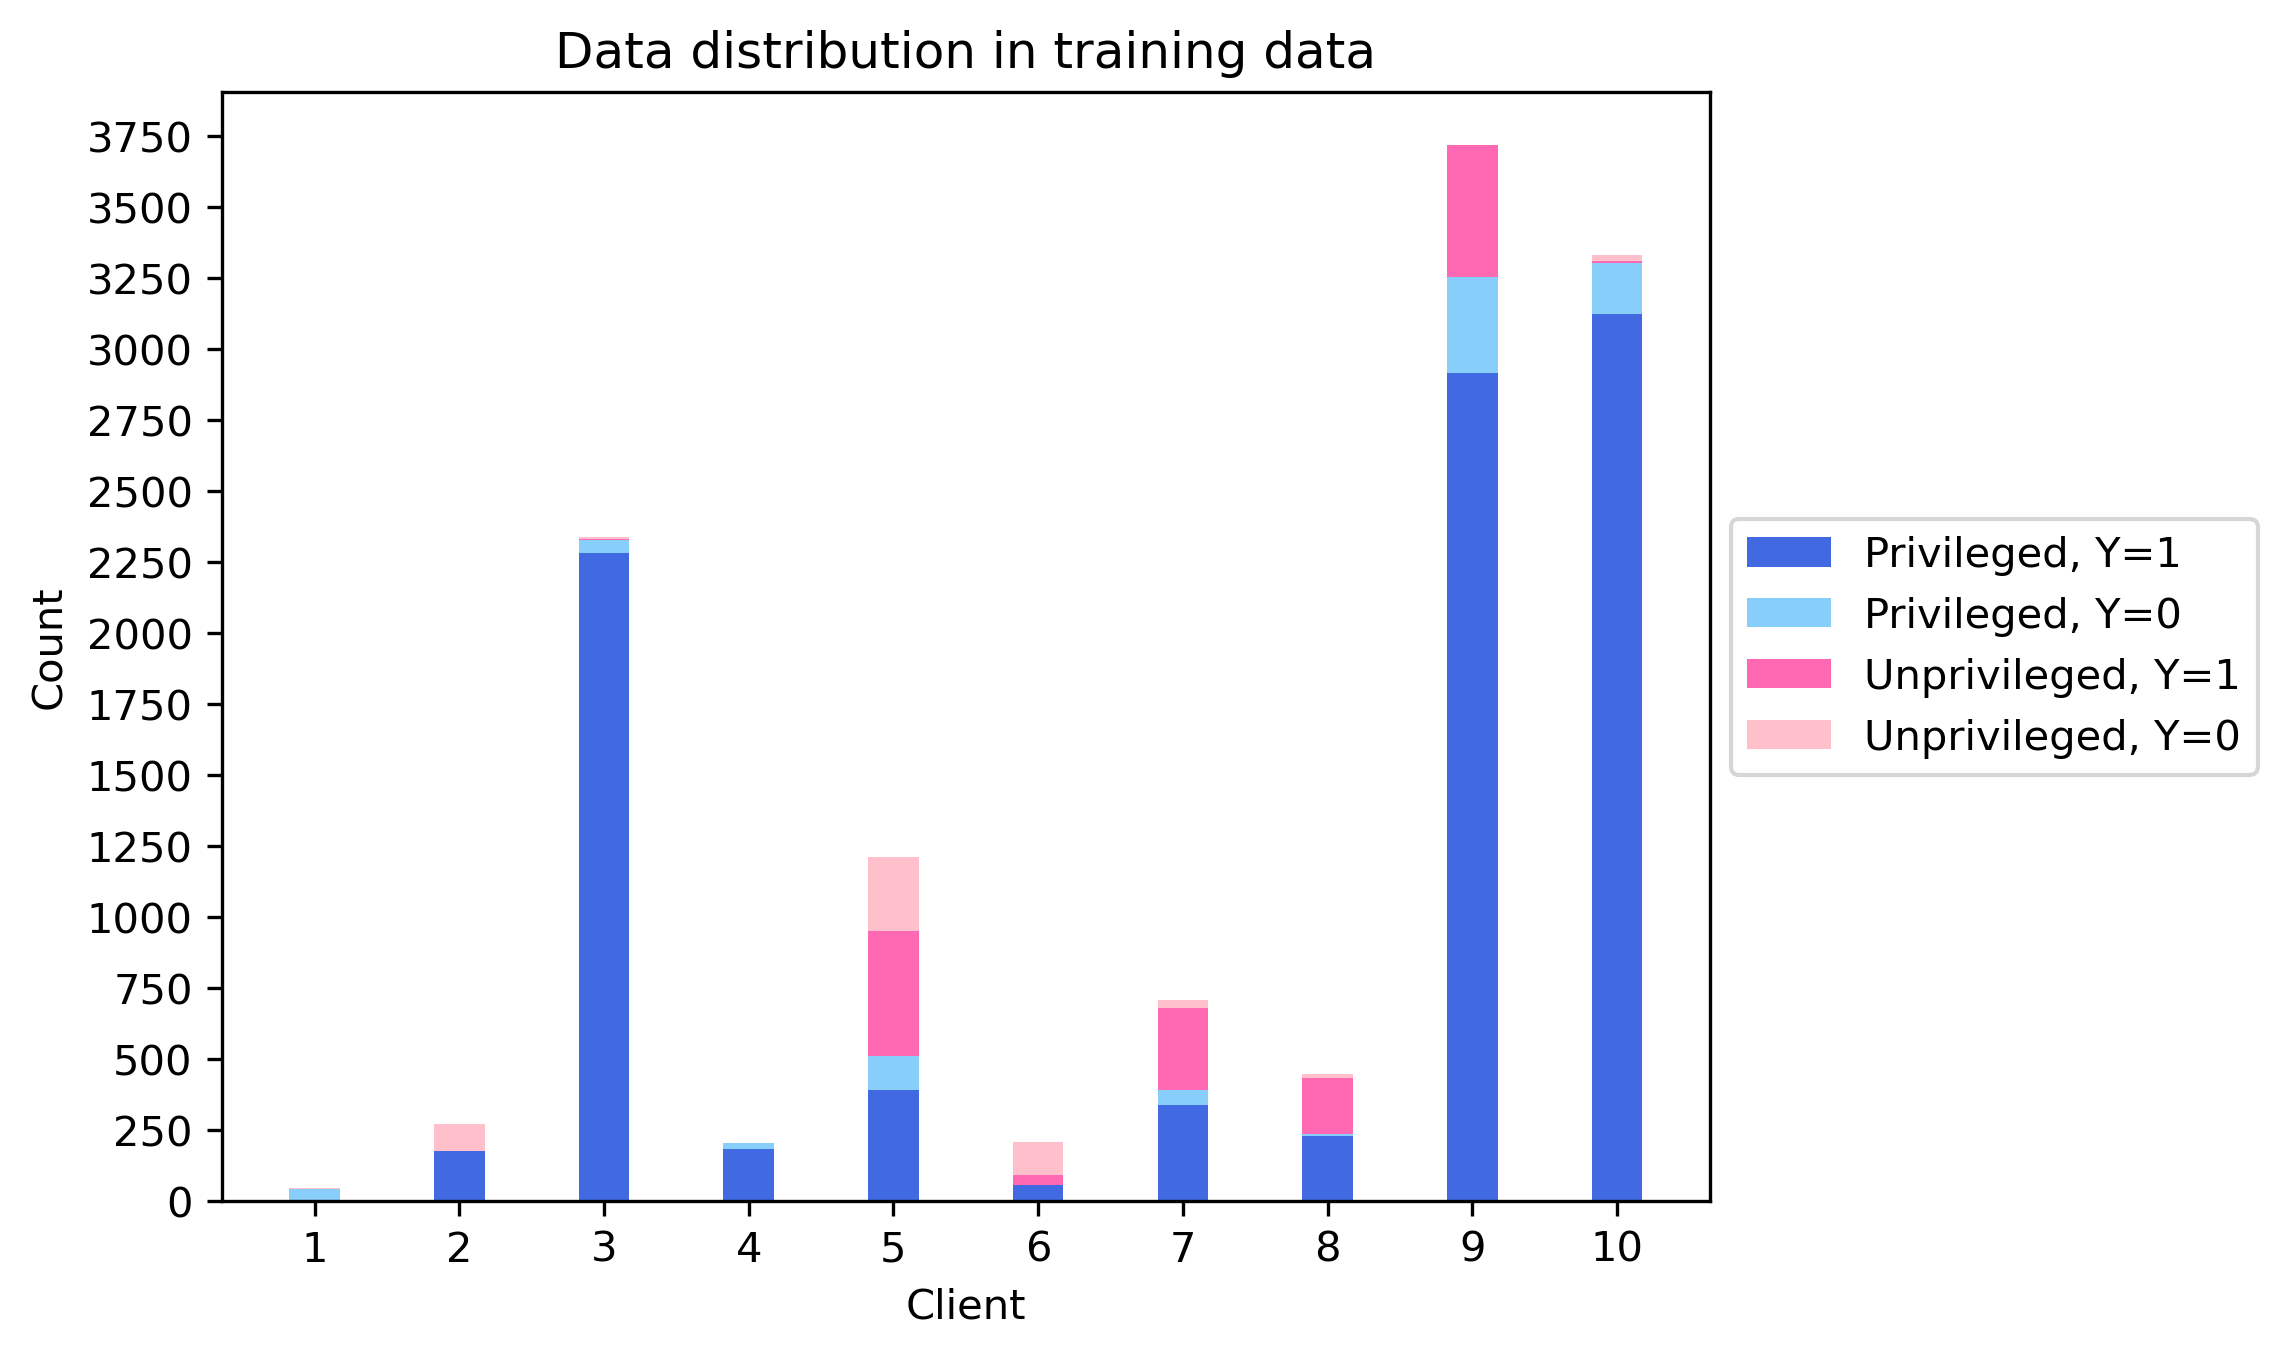 Data distribution in training data
3750
3500
3250
3000
2750
2500
2250
2000
1750
1500
1250
1000
750
500
250
0
Count
1 2 3 4 5 6 7 8 9 10
Client
Privileged, Y=1
Privileged, Y=0
Unprivileged, Y=1
Unprivileged, Y=0